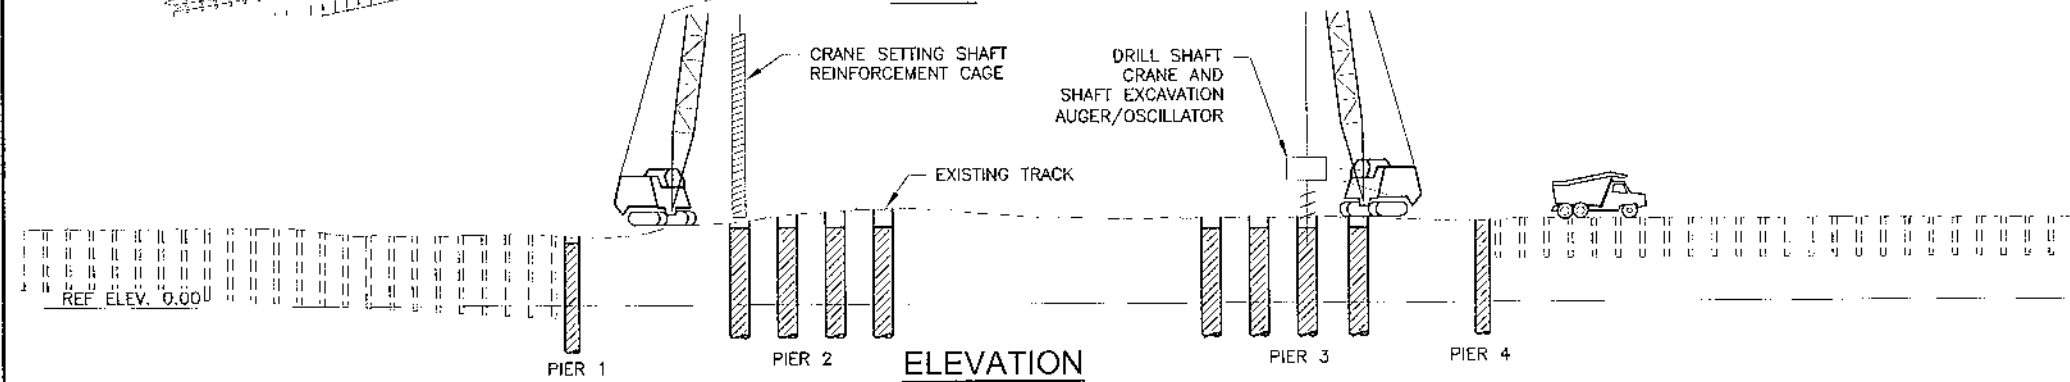 CRANE SETTING SHAFT
REINFORCEMENT CAGE
DRILL SHAFT
CRANE AND
SHAFT EXCAVATION
AUGER/OSCILLATOR
EXISTING TRACK
REF ELEV. 0.00
PIER 1
PIER 2
PIER 3
PIER 4
ELEVATION